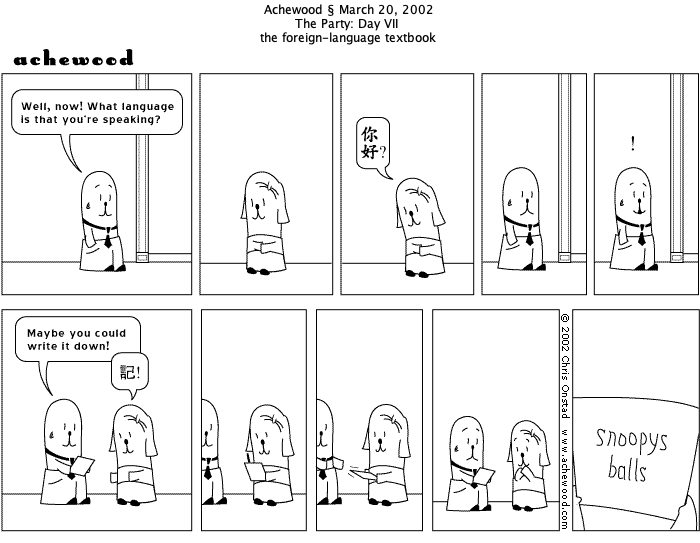 Achewood § March 20, 2002
The Party: Day VII
the foreign-language textbook
achewood
Well, now! What language
is that you're speaking?
你
好?
!
Maybe you could
write it down!
記!
© 2002 Chris Onstad www.achewood.com
snoopys
balls